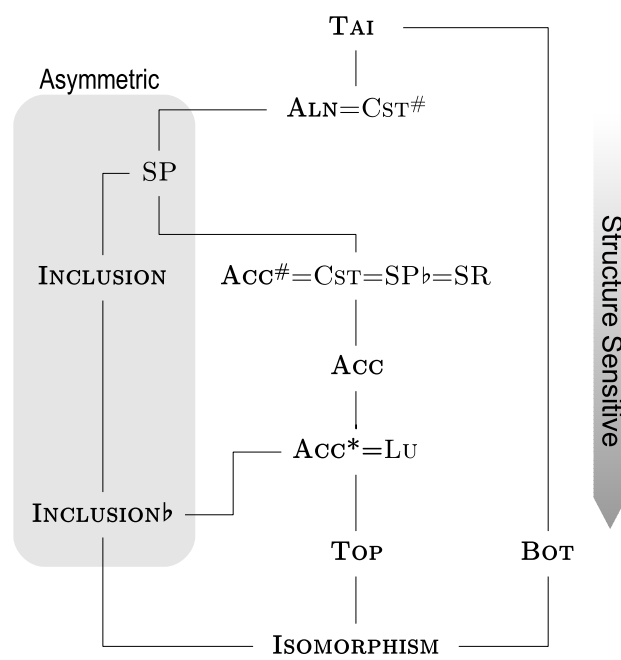 TAI
Asymmetric
ALN=CST#
SP
INCLUSION
ACC#=CST=SP♭=SR
Structure Sensitive
ACC
ACC*=LU
INCLUSION♭
TOP
BOT
ISOMORPHISM